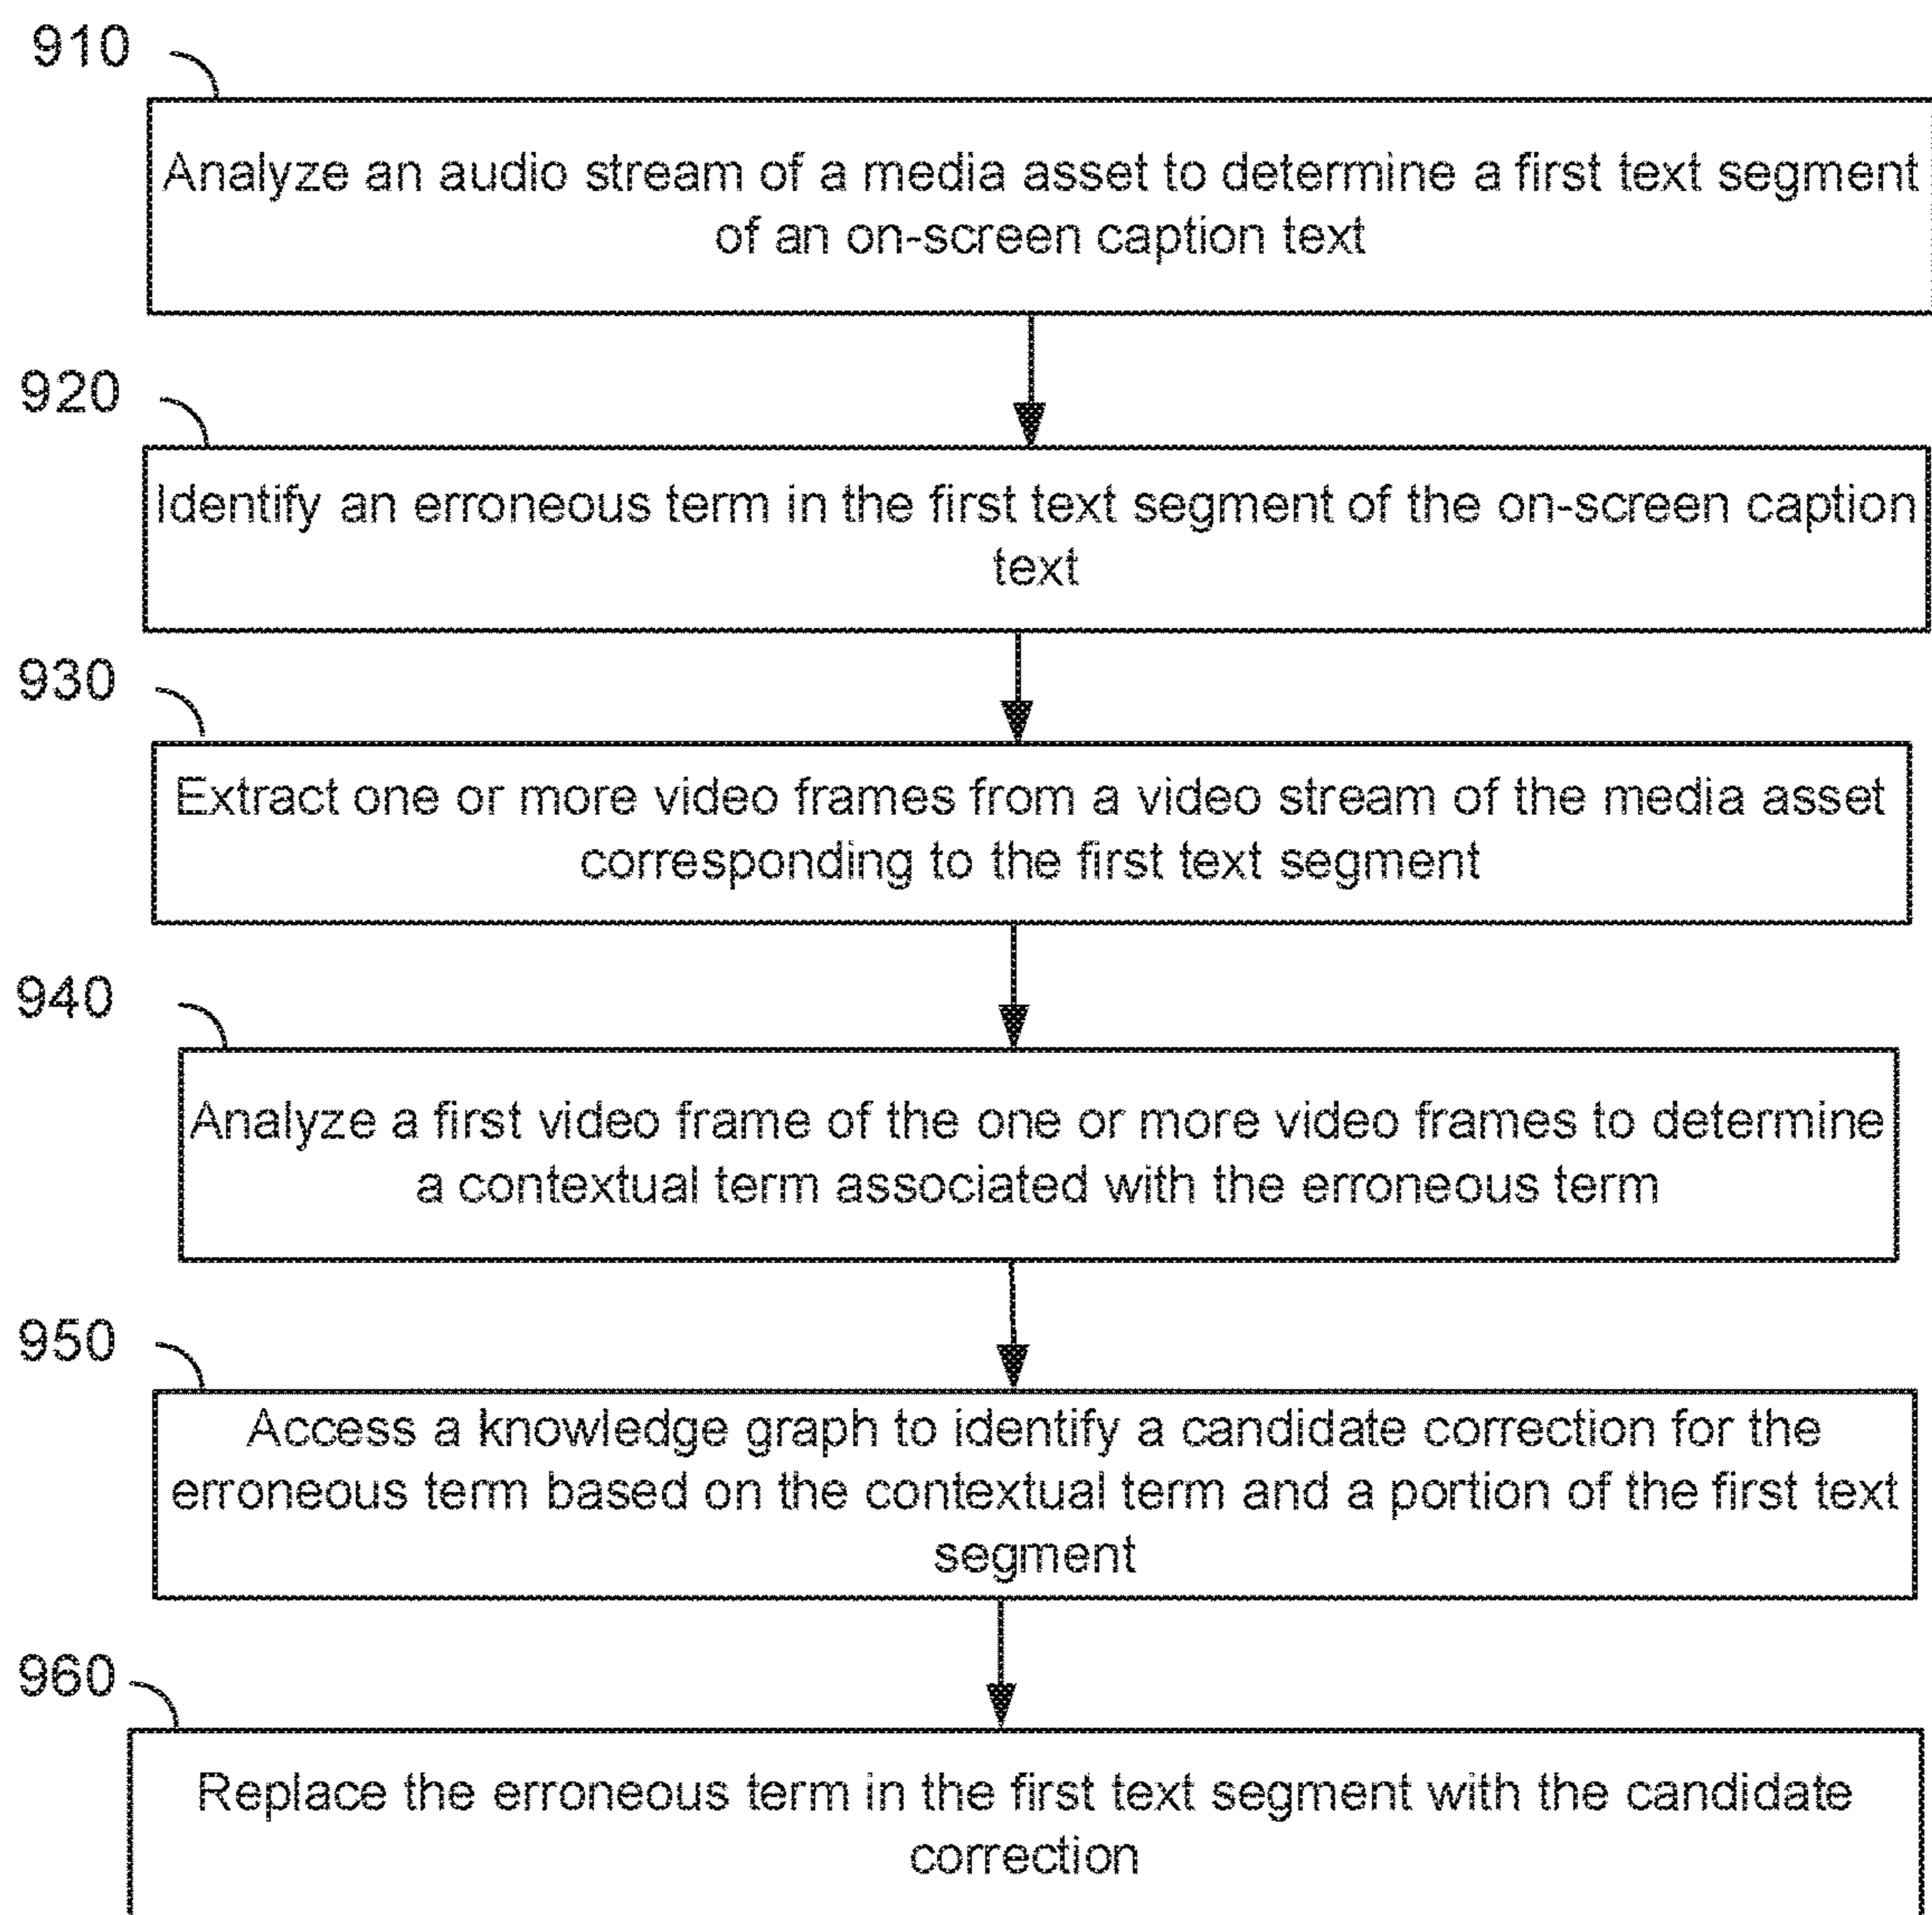 910
Analyze an audio stream of a media asset to determine a first text segment
of an on-screen caption text
920
Identify an erroneous term in the first text segment of the on-screen caption
text
930
Extract one or more video frames from a video stream of the media asset
corresponding to the first text segment
940
Analyze a first video frame of the one or more video frames to determine
a contextual term associated with the erroneous term
950
Access a knowledge graph to identify a candidate correction for the
erroneous term based on the contextual term and a portion of the first text
segment
960
Replace the erroneous term in the first text segment with the candidate
correction